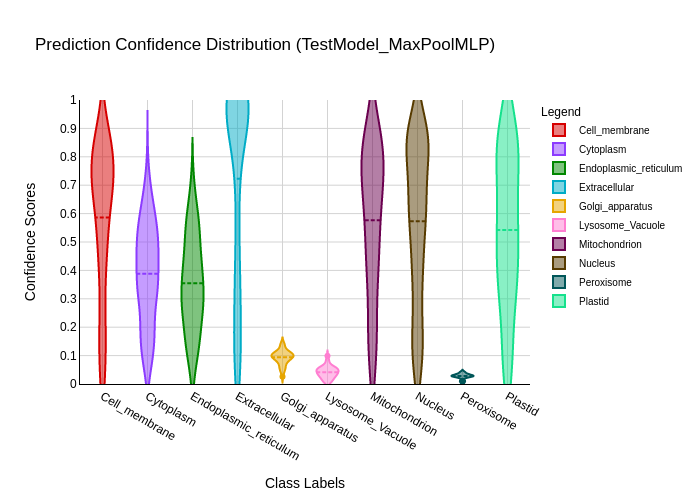 Prediction Confidence Distribution (TestModel_MaxPoolMLP)
Confidence Scores
1
0.9
0.8
0.7
0.6
0.5
0.4
0.3
0.2
0.1
0
Cell_membrane
Cytoplasm
Endoplasmic_reticulum
Extracellular
Golgi_apparatus
Lysosome_Vacuole
Mitochondrion
Nucleus
Peroxisome
Plastid
Class Labels
Legend
Cell_membrane
Cytoplasm
Endoplasmic_reticulum
Extracellular
Golgi_apparatus
Lysosome_Vacuole
Mitochondrion
Nucleus
Peroxisome
Plastid